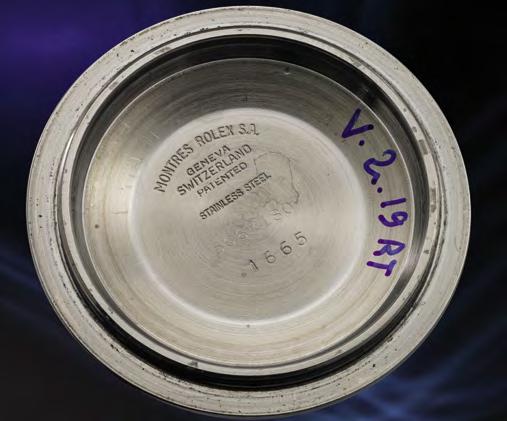 MONTRES ROLEX S.A.
GENEVA
SWITZERLAND
PATENTED
STAINLESS STEEL
1665
V. 2. 19 RT